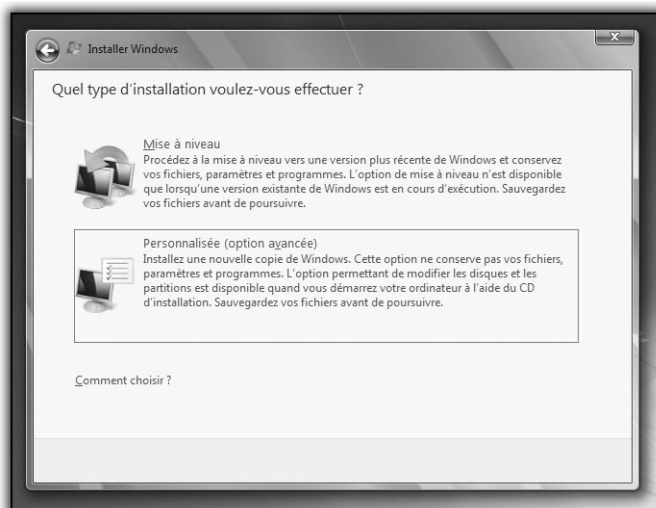 Installer Windows
Quel type d'installation voulez-vous effectuer ?
Mise à niveau
Procédez à la mise à niveau vers une version plus récente de Windows et conservez
vos fichiers, paramètres et programmes. L'option de mise à niveau n'est disponible
que lorsqu'une version existante de Windows est en cours d'exécution. Sauvegardez
vos fichiers avant de poursuivre.
Personnalisée (option avancée)
Installez une nouvelle copie de Windows. Cette option ne conserve pas vos fichiers,
paramètres et programmes. L'option permettant de modifier les disques et les
partitions est disponible quand vous démarrez votre ordinateur à l'aide du CD
d'installation. Sauvegardez vos fichiers avant de poursuivre.
Comment choisir ?